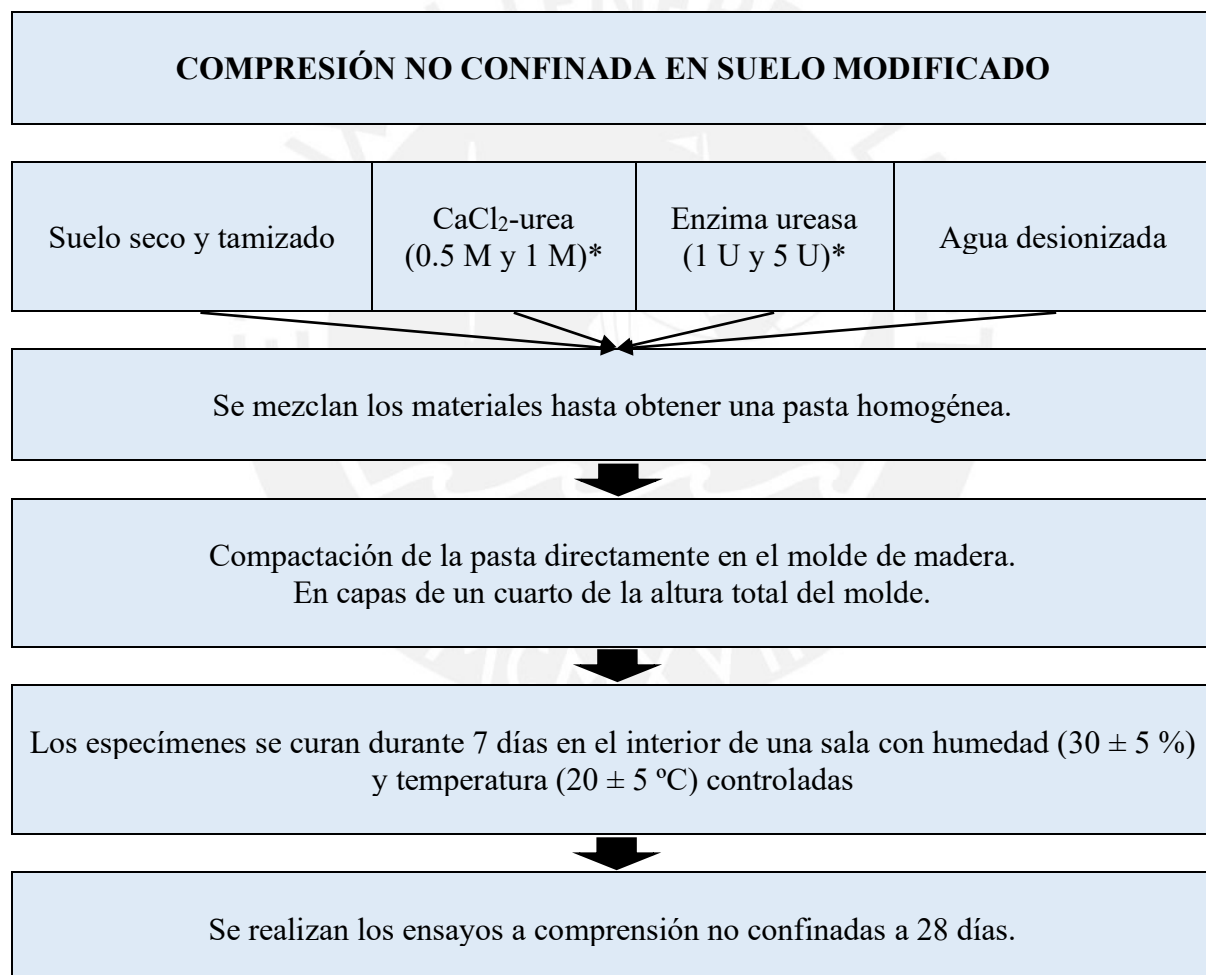 COMPRESIÓN NO CONFINADA EN SUELO MODIFICADO
Suelo seco y tamizado
CaCl₂-urea
(0.5 M y 1 M)*
Enzima ureasa
(1 U y 5 U)*
Agua desionizada
Se mezclan los materiales hasta obtener una pasta homogénea.
Compactación de la pasta directamente en el molde de madera.
En capas de un cuarto de la altura total del molde.
Los especímenes se curan durante 7 días en el interior de una sala con humedad (30 ± 5 %)
y temperatura (20 ± 5 ºC) controladas
Se realizan los ensayos a comprensión no confinadas a 28 días.